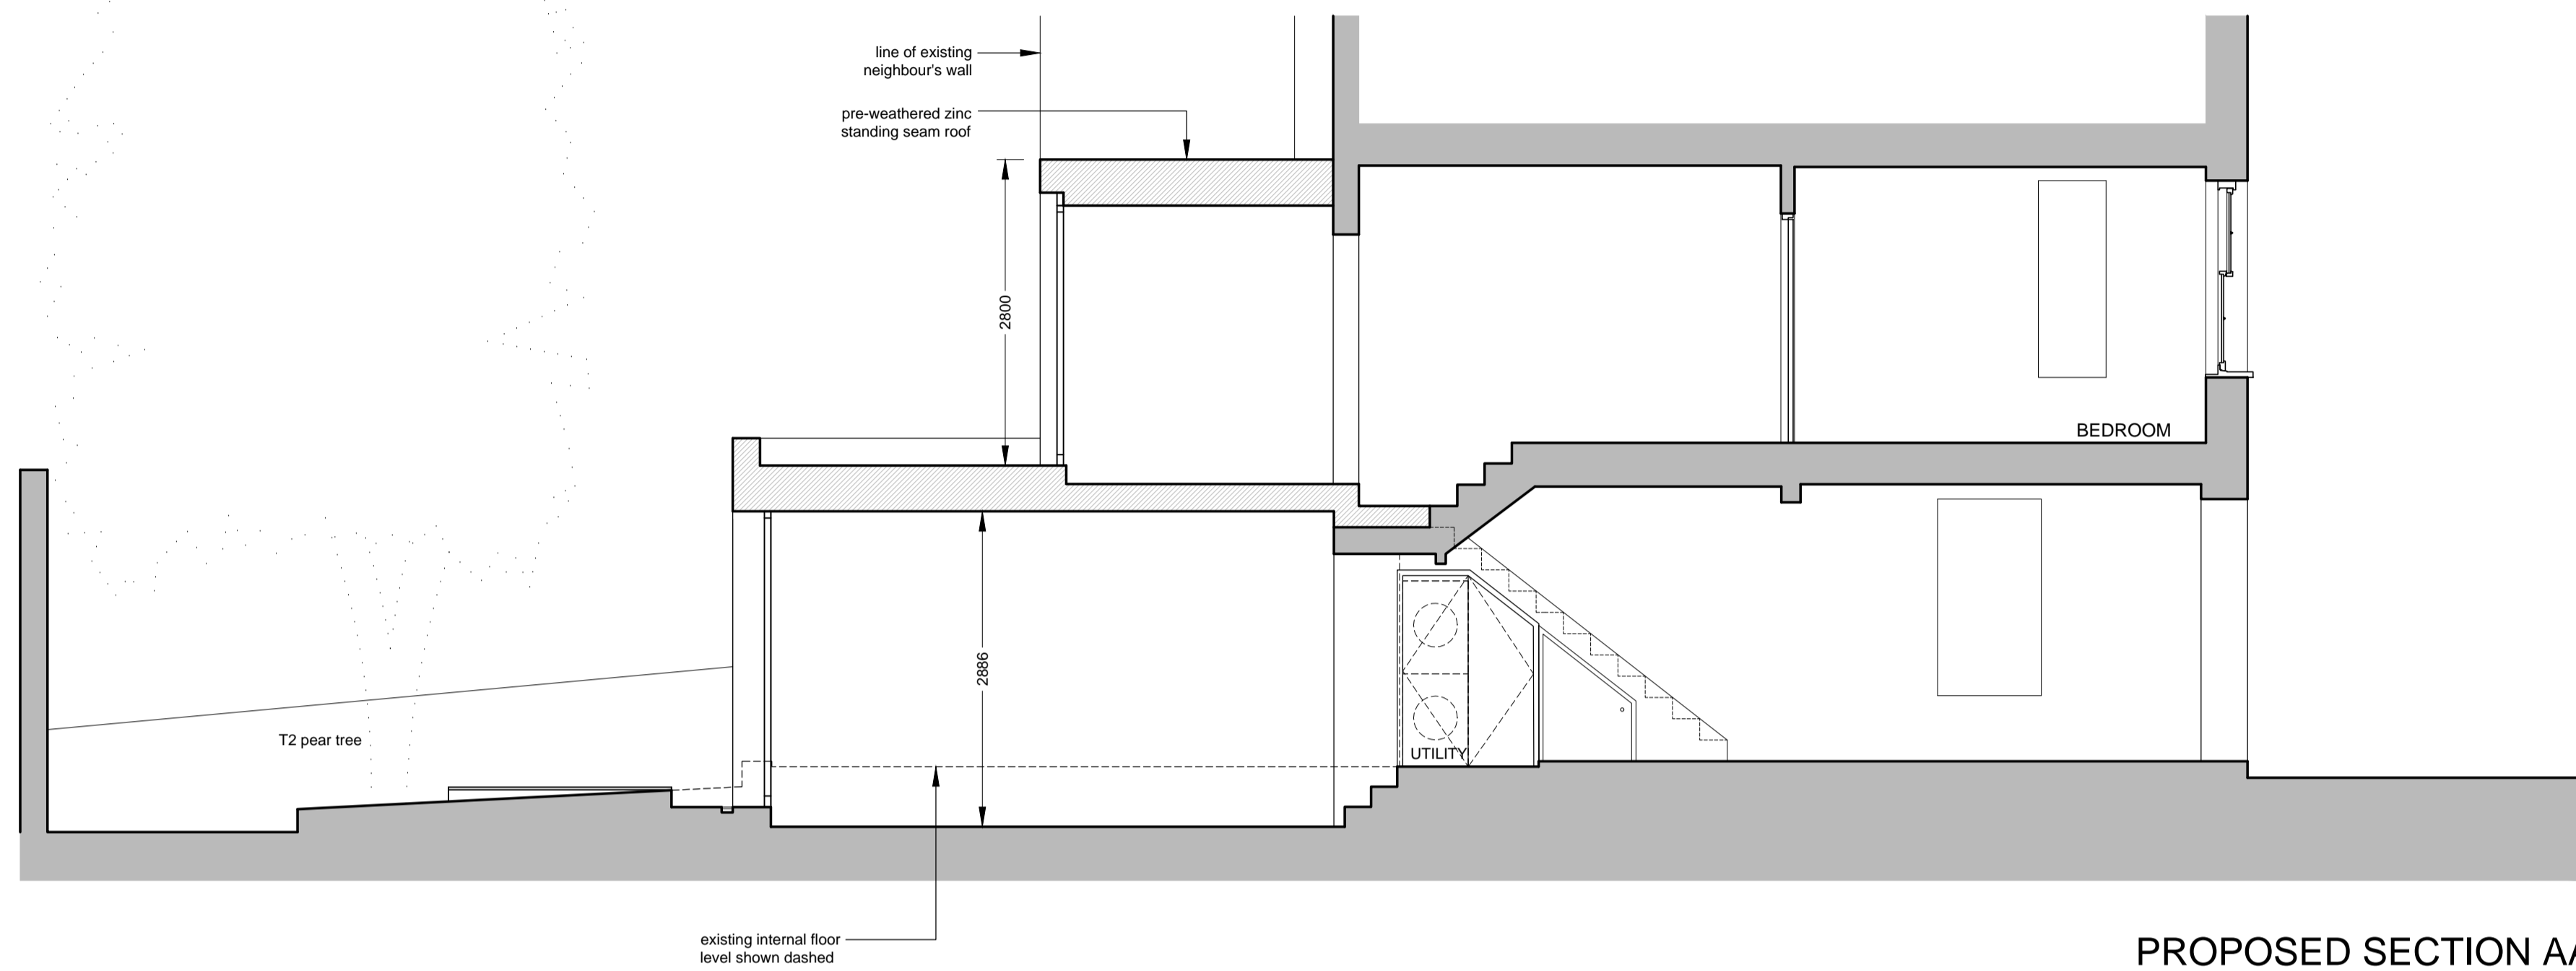 line of existing
neighbour's wall
pre-weathered zinc
standing seam roof
2800
BEDROOM
2886
T2 pear tree
UTILITY
existing internal floor
level shown dashed
PROPOSED SECTION AA